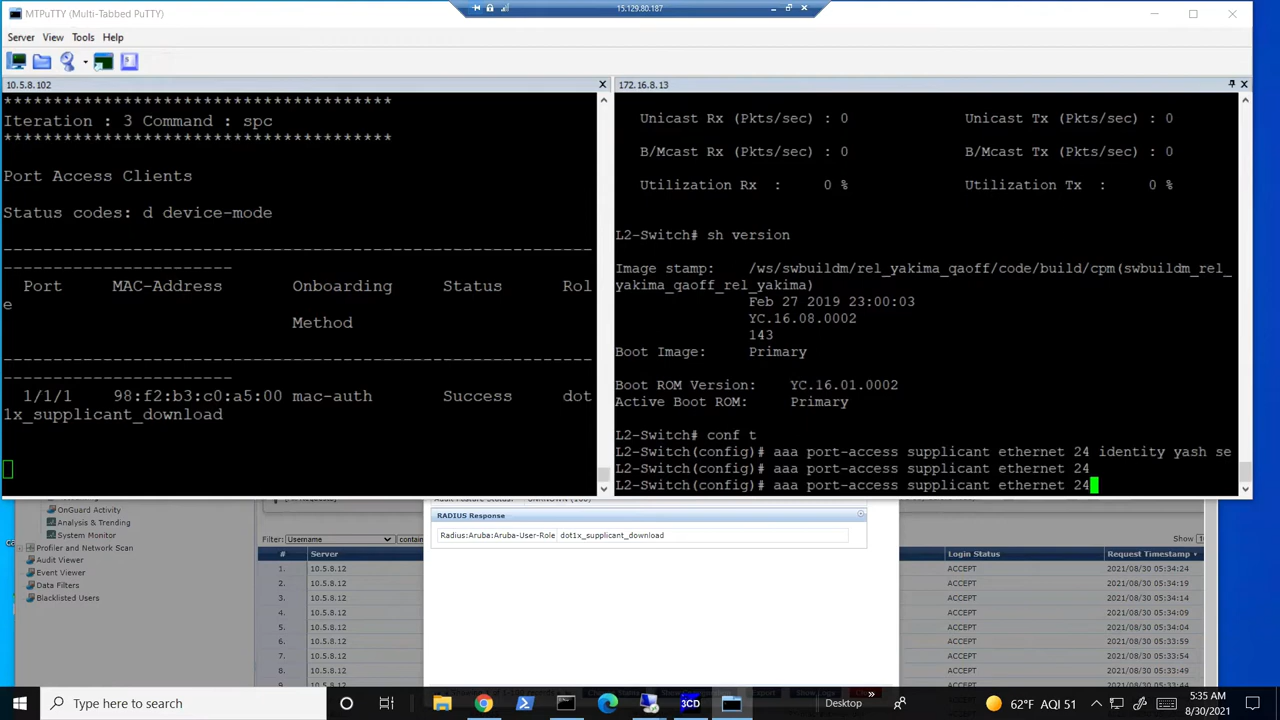 MTPuTTY (Multi-Tabbed PuTTY)
15.129.80.187
Server View Tools Help
10.5.8.102
****************************************
Iteration : 3 Command : spc
****************************************
Port Access Clients
Status codes: d device-mode
Port MAC-Address Onboarding Status Rol
e
Method
1/1/1 98:f2:b3:c0:a5:00 mac-auth Success dot
1x_supplicant_download
172.16.8.13
Unicast Rx (Pkts/sec) : 0 Unicast Tx (Pkts/sec) : 0
B/Mcast Rx (Pkts/sec) : 0 B/Mcast Tx (Pkts/sec) : 0
Utilization Rx : 0 % Utilization Tx : 0 %
L2-Switch# sh version
Image stamp: /ws/swbuildm/rel_yakima_qaoff/code/build/cpm(swbuildm_rel_
yakima_qaoff_rel_yakima)
Feb 27 2019 23:00:03
YC.16.08.0002
143
Boot Image: Primary
Boot ROM Version: YC.16.01.0002
Active Boot ROM: Primary
L2-Switch# conf t
L2-Switch(config)# aaa port-access supplicant ethernet 24 identity yash se
L2-Switch(config)# aaa port-access supplicant ethernet 24
L2-Switch(config)# aaa port-access supplicant ethernet 24
OnGuard Activity
Analysis & Trending
System Monitor
Profiler and Network Scan
Audit Viewer
Event Viewer
Data Filters
Blacklisted Users
Filter: Username contain
# Server
1. 10.5.8.12
2. 10.5.8.12
3. 10.5.8.12
4. 10.5.8.12
5. 10.5.8.12
6. 10.5.8.12
7. 10.5.8.12
8. 10.5.8.12
RADIUS Response
Radius:Aruba:Aruba-User-Role dot1x_supplicant_download
Show
Login Status Request Timestamp
ACCEPT 2021/08/30 05:34:24
ACCEPT 2021/08/30 05:34:19
ACCEPT 2021/08/30 05:34:14
ACCEPT 2021/08/30 05:34:09
ACCEPT 2021/08/30 05:34:04
ACCEPT 2021/08/30 05:33:59
ACCEPT 2021/08/30 05:33:54
ACCEPT 2021/08/30 05:33:49
Type here to search
3CD
Desktop
62°F AQI 51
5:35 AM
8/30/2021